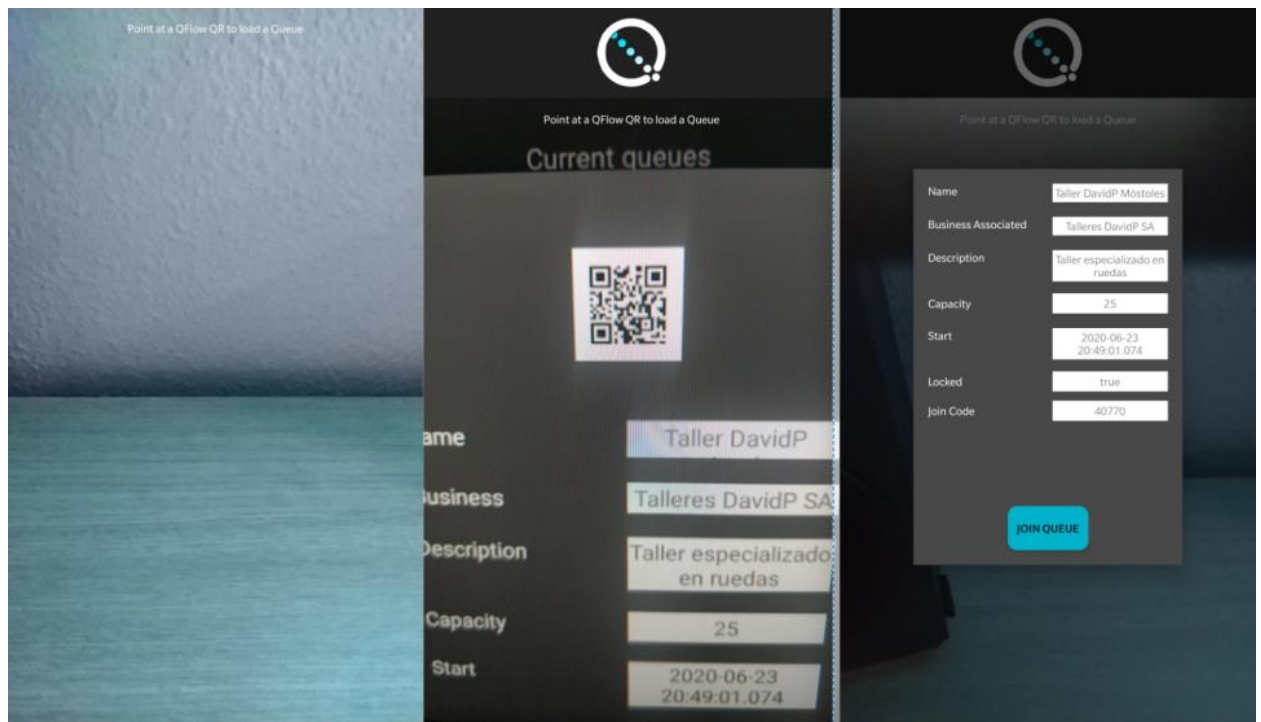 Point at a QFlow QR to load a Queue
Point at a QFlow QR to load a Queue
Current queues
ame
Business
Description
Capacity
Start
Taller DavidP
Talleres DavidP SA
Taller especializado
en ruedas
25
2020-06-23
20:49:01.074
Point at a QFlow QR to load a Queue
Name
Taller DavidP Móstoles
Business Associated
Talleres DavidP SA
Description
Taller especializado en
ruedas
Capacity
25
Start
2020-06-23
20:49:01.074
Locked
true
Join Code
40770
JOIN QUEUE